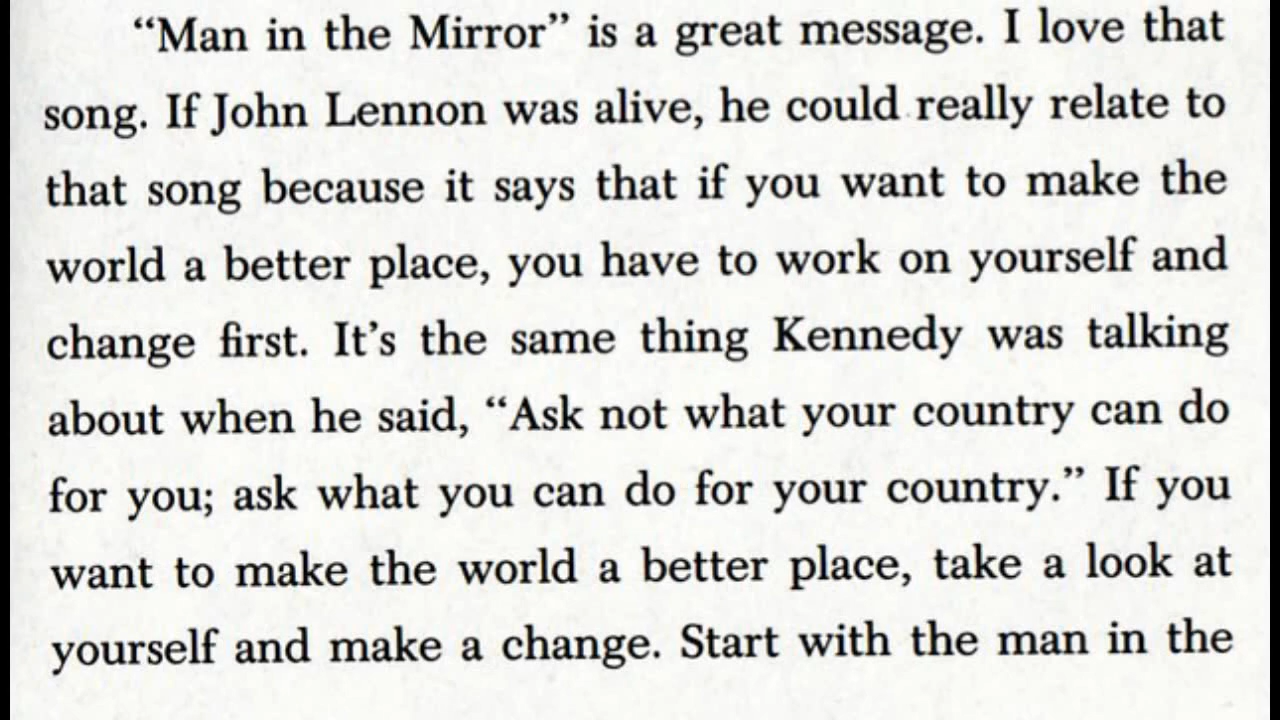 “Man in the Mirror” is a great message. I love that
song. If John Lennon was alive, he could really relate to
that song because it says that if you want to make the
world a better place, you have to work on yourself and
change first. It’s the same thing Kennedy was talking
about when he said, “Ask not what your country can do
for you; ask what you can do for your country.” If you
want to make the world a better place, take a look at
yourself and make a change. Start with the man in the